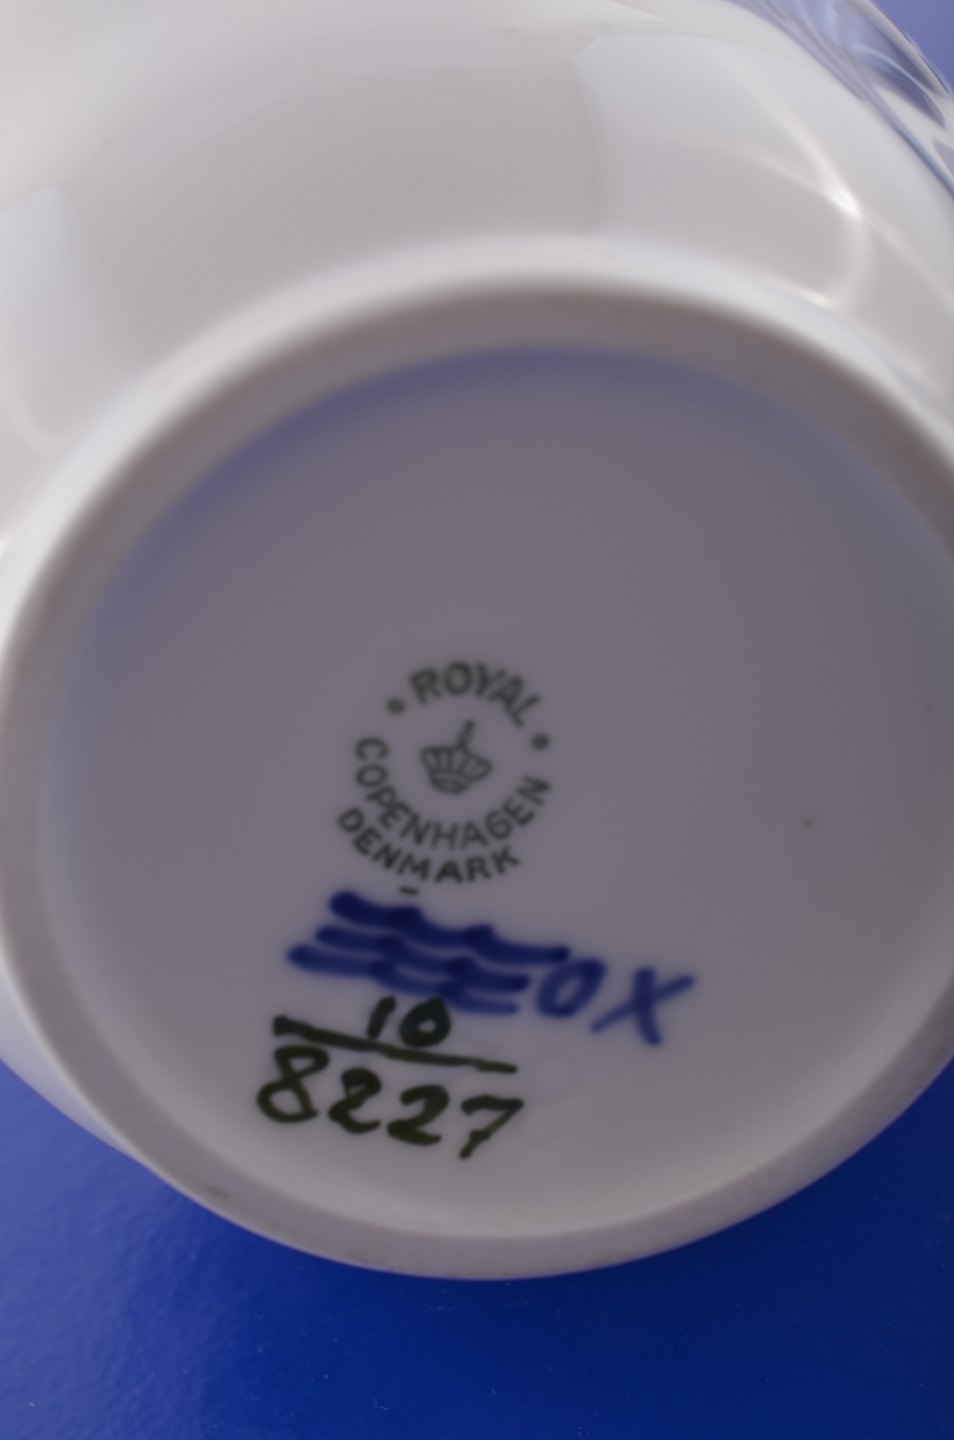 ROYAL
COPENHAGEN
DENMARK
OX
10
8227